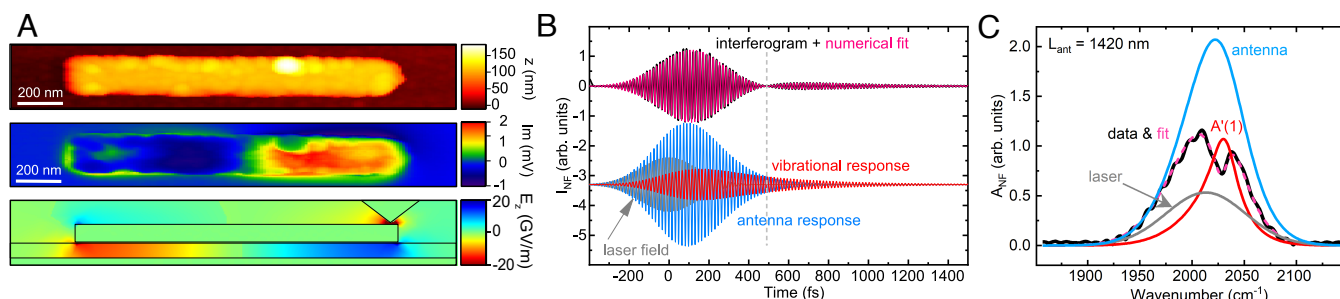 A
200 nm
150
100
50
0
z (nm)
200 nm
2
1
0
-1
Im (mV)
20
0
-20
E_z (GV/m)
B
interferogram + numerical fit
vibrational response
laser field
antenna response
1
0
-1
-2
-3
-4
-5
I_NF (arb. units)
-400 -200 0 200 400 600 800 1000 1200 1400
Time (fs)
C
L_ant = 1420 nm
antenna
data & fit
A'(1)
laser
2.0
1.5
1.0
0.5
0.0
A_NF (arb. units)
1900 1950 2000 2050 2100
Wavenumber (cm⁻¹)